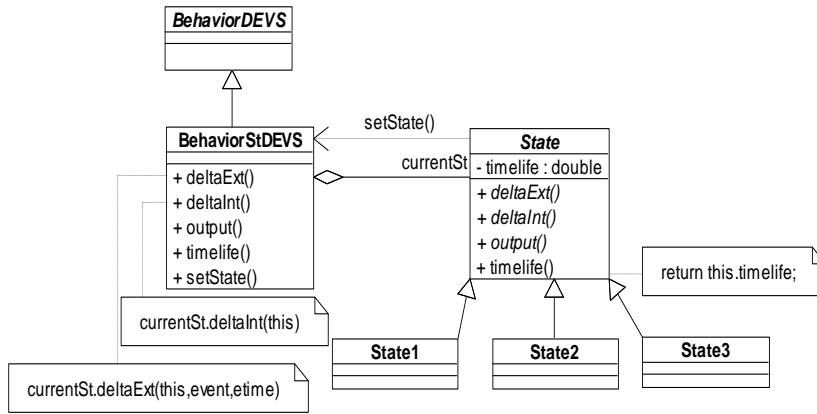 BehaviorDEVS
BehaviorStDEVS
+ deltaExt()
+ deltaInt()
+ output()
+ timelife()
+ setState()
setState()
currentSt
State
- timelife : double
+ deltaExt()
+ deltaInt()
+ output()
+ timelife()
return this.timelife;
currentSt.deltaInt(this)
currentSt.deltaExt(this,event,etime)
State1
State2
State3